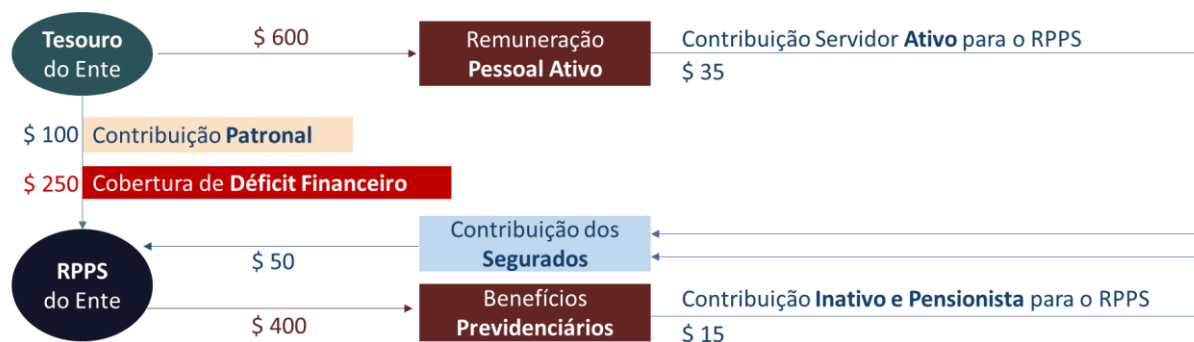 Tesouro
do Ente
$ 600
Remuneração
Pessoal Ativo
Contribuição Servidor Ativo para o RPPS
$ 35
$ 100 Contribuição Patronal
$ 250 Cobertura de Déficit Financeiro
RPPS
do Ente
$ 50
Contribuição dos
Segurados
$ 400
Benefícios
Previdenciários
Contribuição Inativo e Pensionista para o RPPS
$ 15